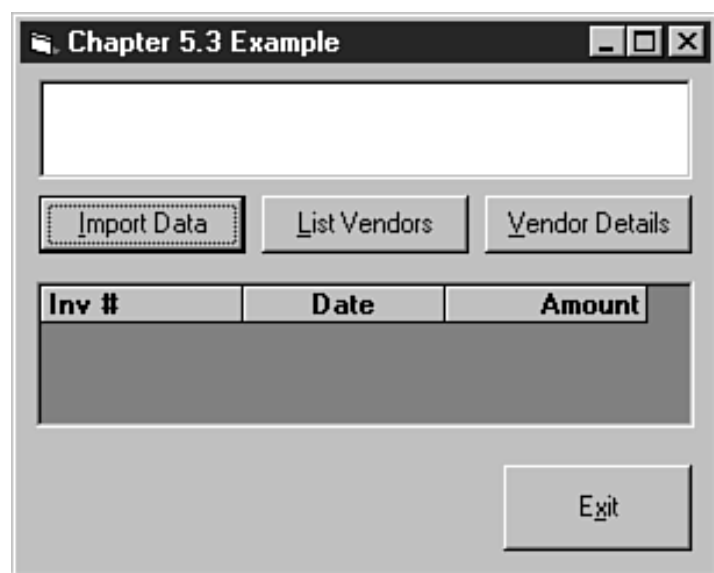 Chapter 5.3 Example
Import Data List Vendors Vendor Details
Inv # Date Amount
Exit